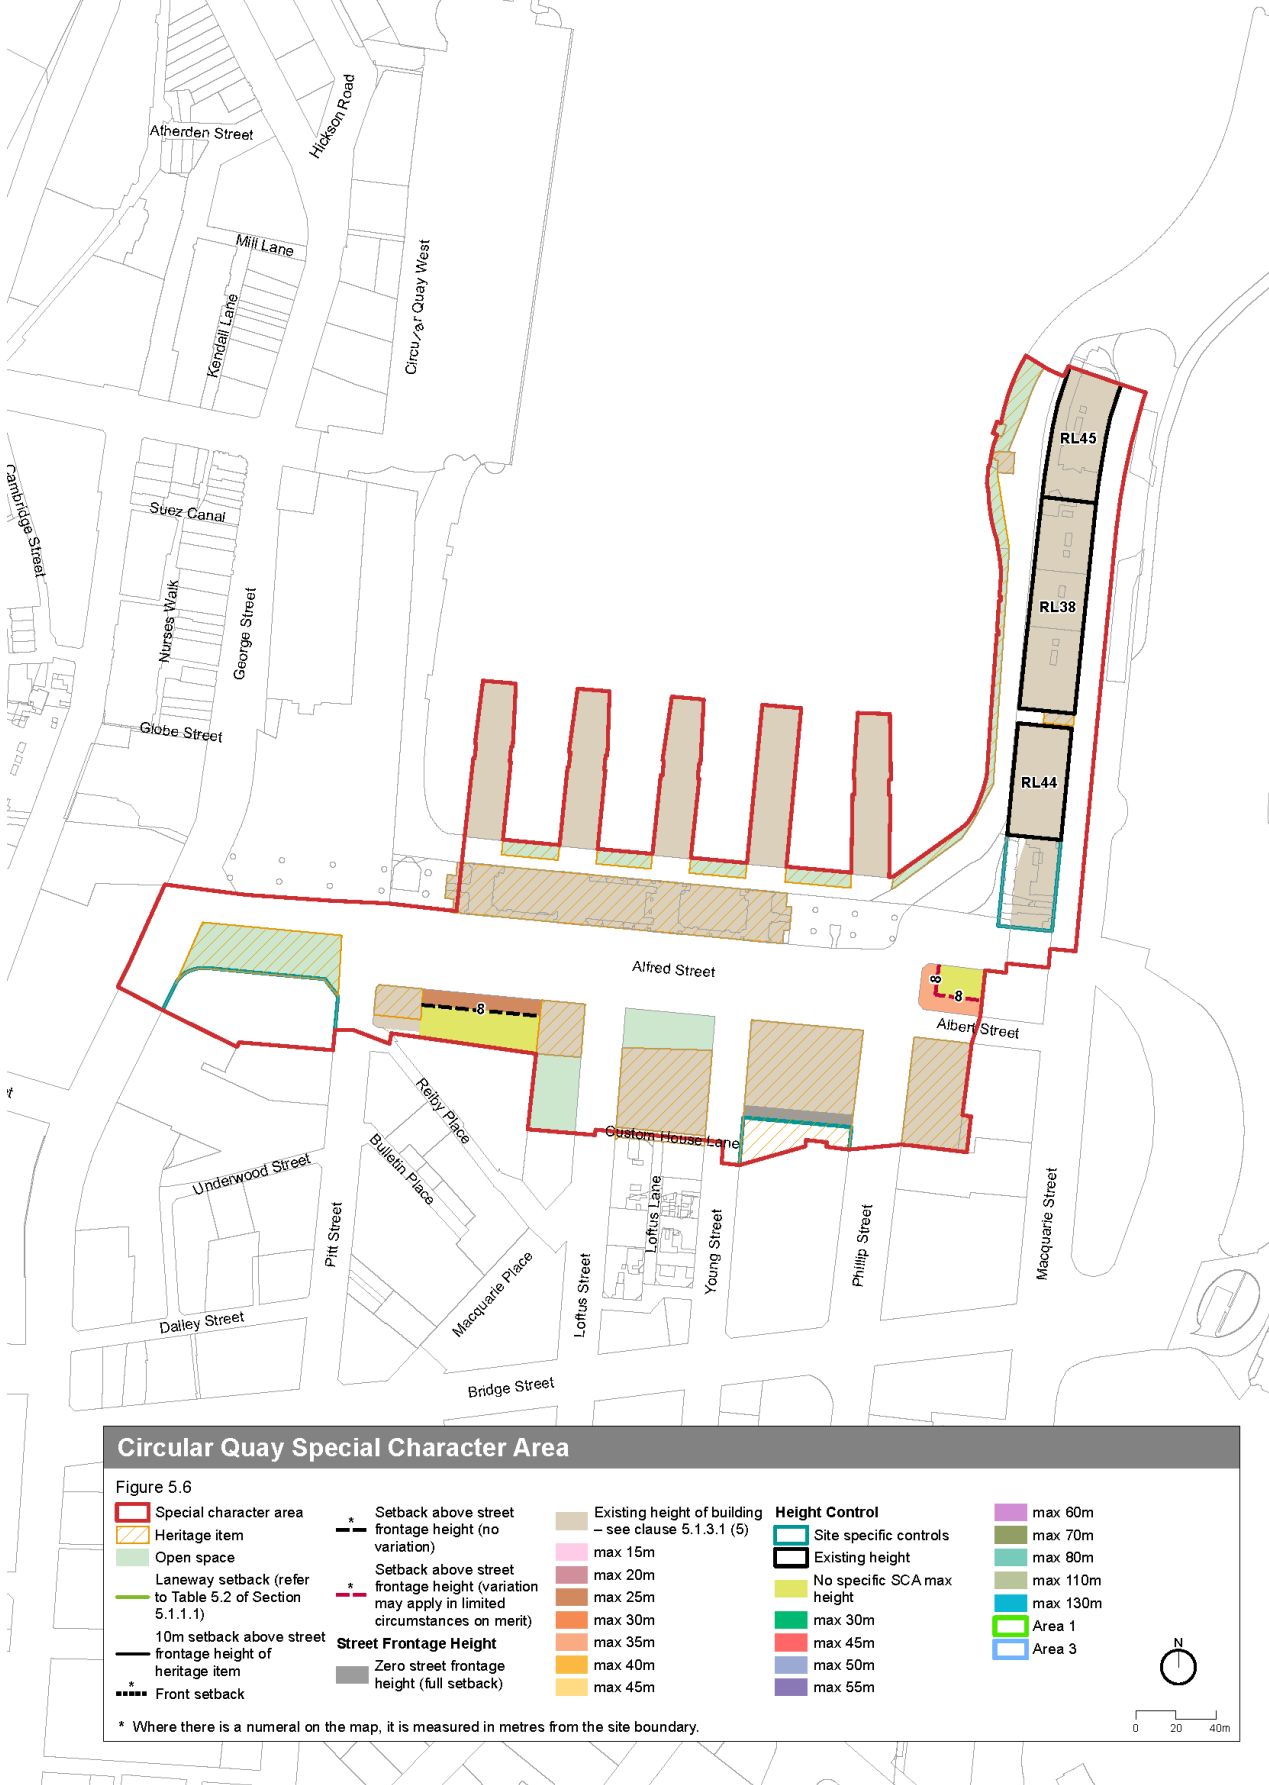 Atherden Street
Hickson Road
Mill Lane
Circular Quay West
Kendall Lane
RL45
Cambridge Street
Suez Canal
Nurses Walk
George Street
RL38
Globe Street
RL44
Alfred Street
8
8
8
Albert Street
Reiby Place
Custom House Lane
Bulletin Place
Underwood Street
Loftus Lane
Macquarie Street
Pitt Street
Young Street
Phillip Street
Macquarie Place
Loftus Street
Dalley Street
Bridge Street
Circular Quay Special Character Area
Figure 5.6
Special character area
Heritage item
Open space
Laneway setback (refer
to Table 5.2 of Section
5.1.1.1)
10m setback above street
frontage height of
heritage item
*
Front setback
*
Setback above street
frontage height (no
variation)
*
Setback above street
frontage height (variation
may apply in limited
circumstances on merit)
Street Frontage Height
Zero street frontage
height (full setback)
Existing height of building
– see clause 5.1.3.1 (5)
max 15m
max 20m
max 25m
max 30m
max 35m
max 40m
max 45m
Height Control
Site specific controls
Existing height
No specific SCA max
height
max 30m
max 45m
max 50m
max 55m
max 60m
max 70m
max 80m
max 110m
max 130m
Area 1
Area 3
N
0 20 40m
* Where there is a numeral on the map, it is measured in metres from the site boundary.